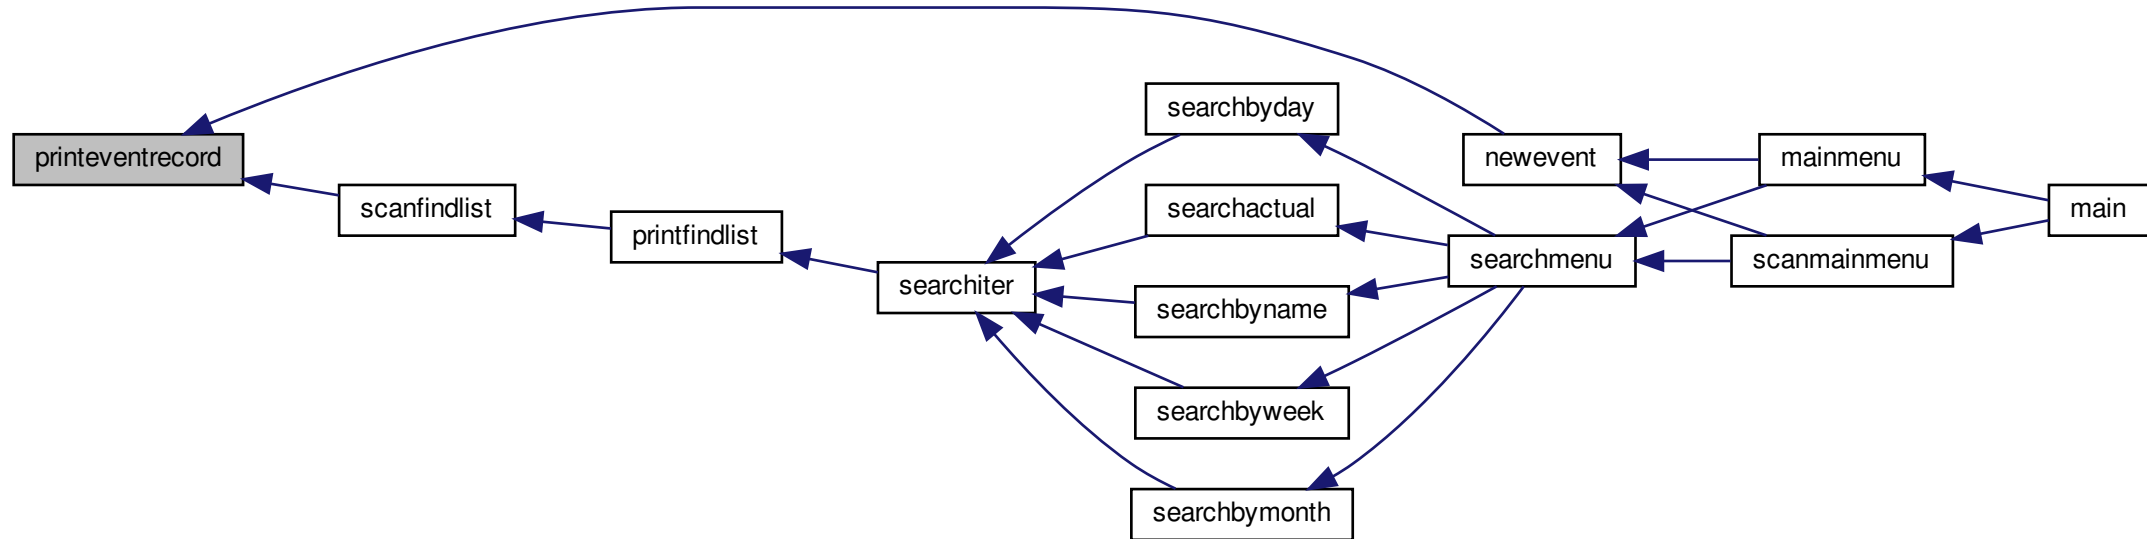 printeventrecord
scanfindlist
printfindlist
searchiter
searchbyday
searchactual
searchbyname
searchbyweek
searchbymonth
newevent
searchmenu
mainmenu
scanmainmenu
main